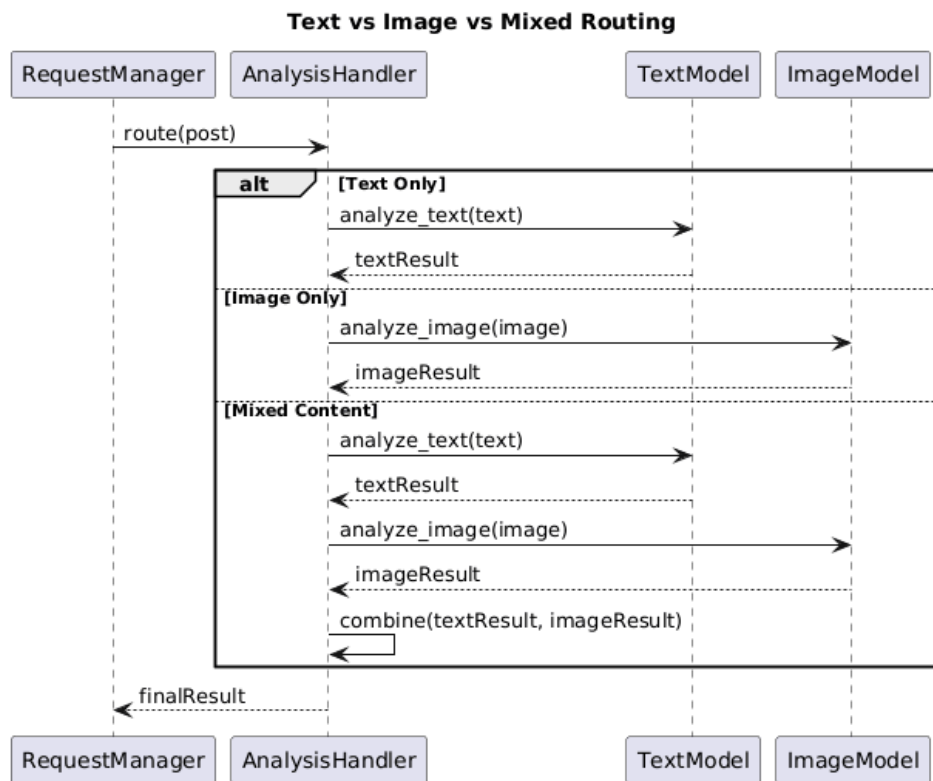 Text vs Image vs Mixed Routing
RequestManager AnalysisHandler TextModel ImageModel
route(post)
alt [Text Only]
analyze_text(text)
textResult
[Image Only]
analyze_image(image)
imageResult
[Mixed Content]
analyze_text(text)
textResult
analyze_image(image)
imageResult
combine(textResult, imageResult)
finalResult
RequestManager AnalysisHandler TextModel ImageModel